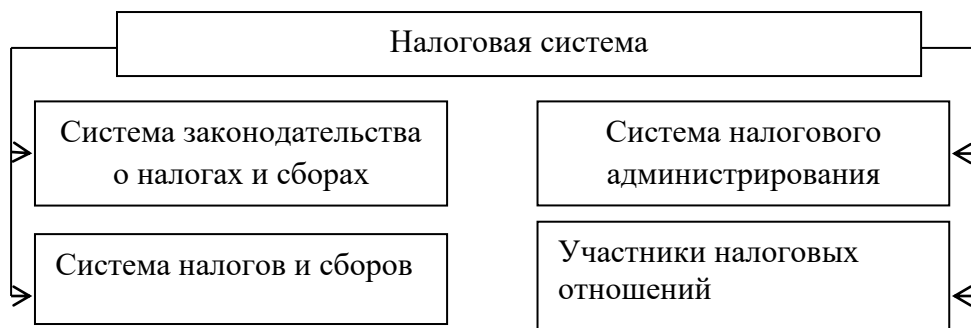 Налоговая система
Система законодательства
о налогах и сборах
Система налогового
администрирования
Система налогов и сборов
Участники налоговых
отношений